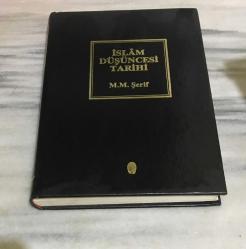 İSLÂM
DÜŞÜNCESİ
TARİHİ
M.M. Şerif